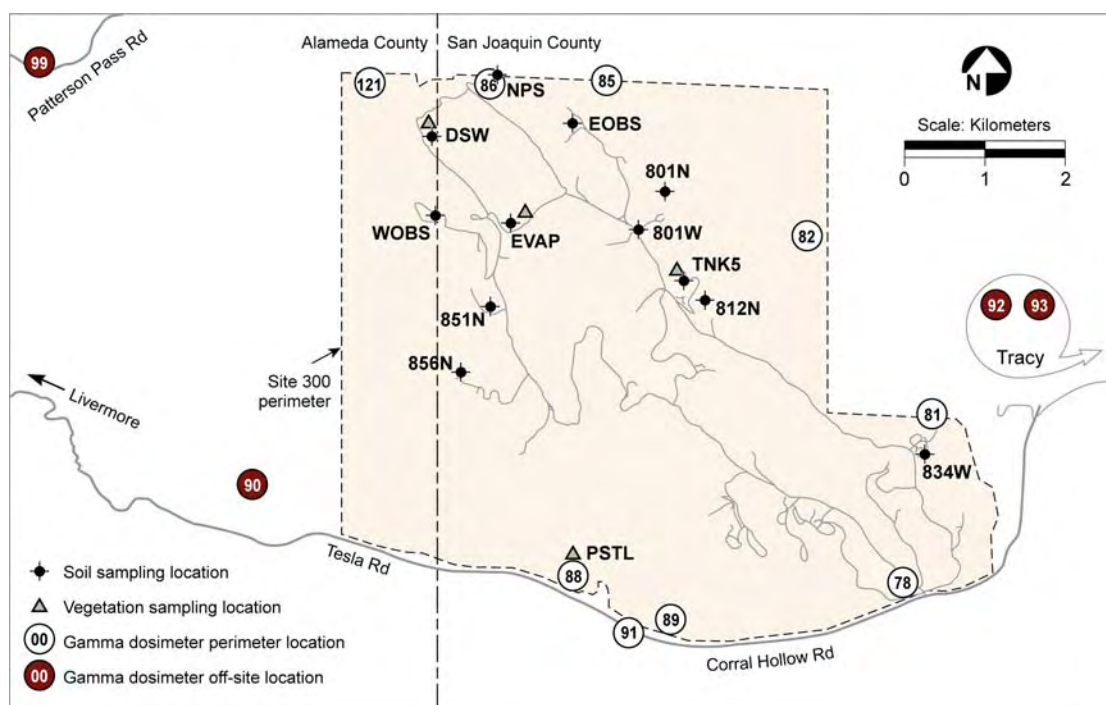 Alameda County
San Joaquin County
99
Patterson Pass Rd
121
86
NPS
85
N
Scale: Kilometers
0 1 2
DSW
EOBS
801N
WOBS
EVAP
801W
82
TNK5
812N
851N
92 93
Tracy
856N
Site 300
perimeter
Livermore
81
834W
90
Tesla Rd
PSTL
88
78
89
91
Corral Hollow Rd
Soil sampling location
Vegetation sampling location
00 Gamma dosimeter perimeter location
00 Gamma dosimeter off-site location